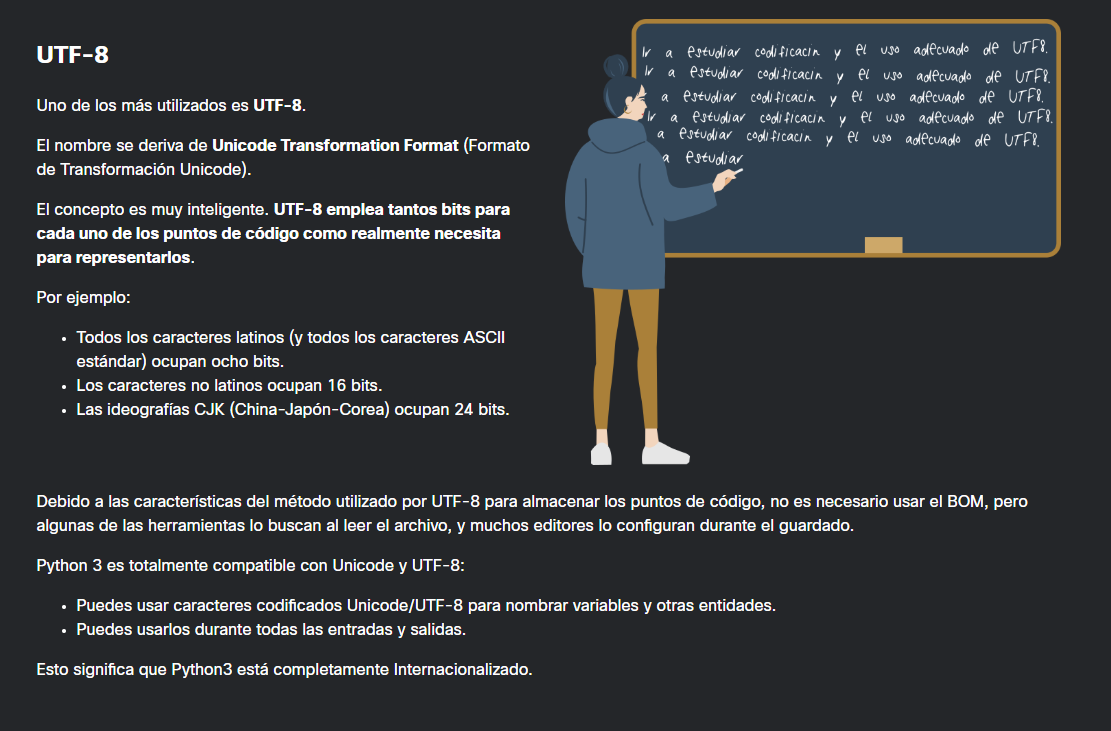 UTF-8
Uno de los más utilizados es UTF-8.
El nombre se deriva de Unicode Transformation Format (Formato
de Transformación Unicode).
El concepto es muy inteligente. UTF-8 emplea tantos bits para
cada uno de los puntos de código como realmente necesita
para representarlos.
Por ejemplo:
• Todos los caracteres latinos (y todos los caracteres ASCII
estándar) ocupan ocho bits.
• Los caracteres no latinos ocupan 16 bits.
• Las ideografías CJK (China-Japón-Corea) ocupan 24 bits.
Ir a estudiar codificacin y el uso adecuado de UTF8.
Ir a estudiar codificacin y el uso adecuado de UTF8.
a estudiar codificacin y el uso adecuado de UTF8.
Ir a estudiar codificacin y el uso adecuado de UTF8.
a estudiar codificacin y el uso adecuado de UTF8.
a estudiar
Debido a las características del método utilizado por UTF-8 para almacenar los puntos de código, no es necesario usar el BOM, pero
algunas de las herramientas lo buscan al leer el archivo, y muchos editores lo configuran durante el guardado.
Python 3 es totalmente compatible con Unicode y UTF-8:
• Puedes usar caracteres codificados Unicode/UTF-8 para nombrar variables y otras entidades.
• Puedes usarlos durante todas las entradas y salidas.
Esto significa que Python3 está completamente Internacionalizado.